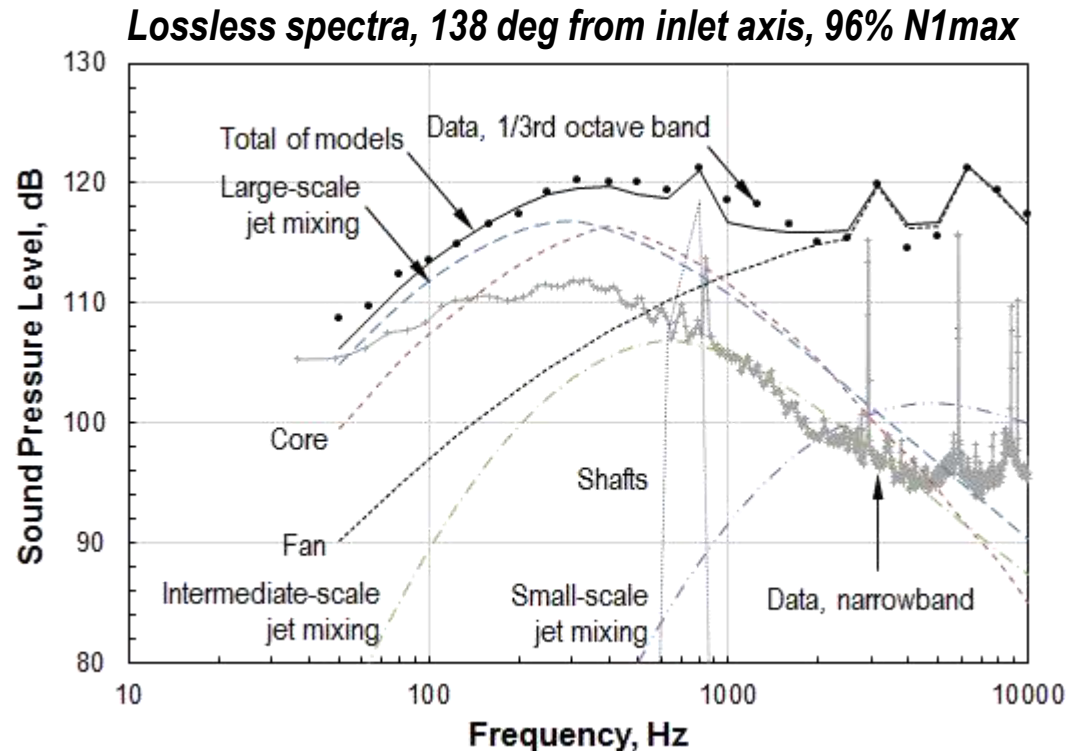 Lossless spectra, 138 deg from inlet axis, 96% N1max
130
120
110
100
90
80
Sound Pressure Level, dB
Total of models
Data, 1/3rd octave band
Large-scale
jet mixing
Core
Shafts
Fan
Intermediate-scale
jet mixing
Small-scale
jet mixing
Data, narrowband
10
100
1000
10000
Frequency, Hz